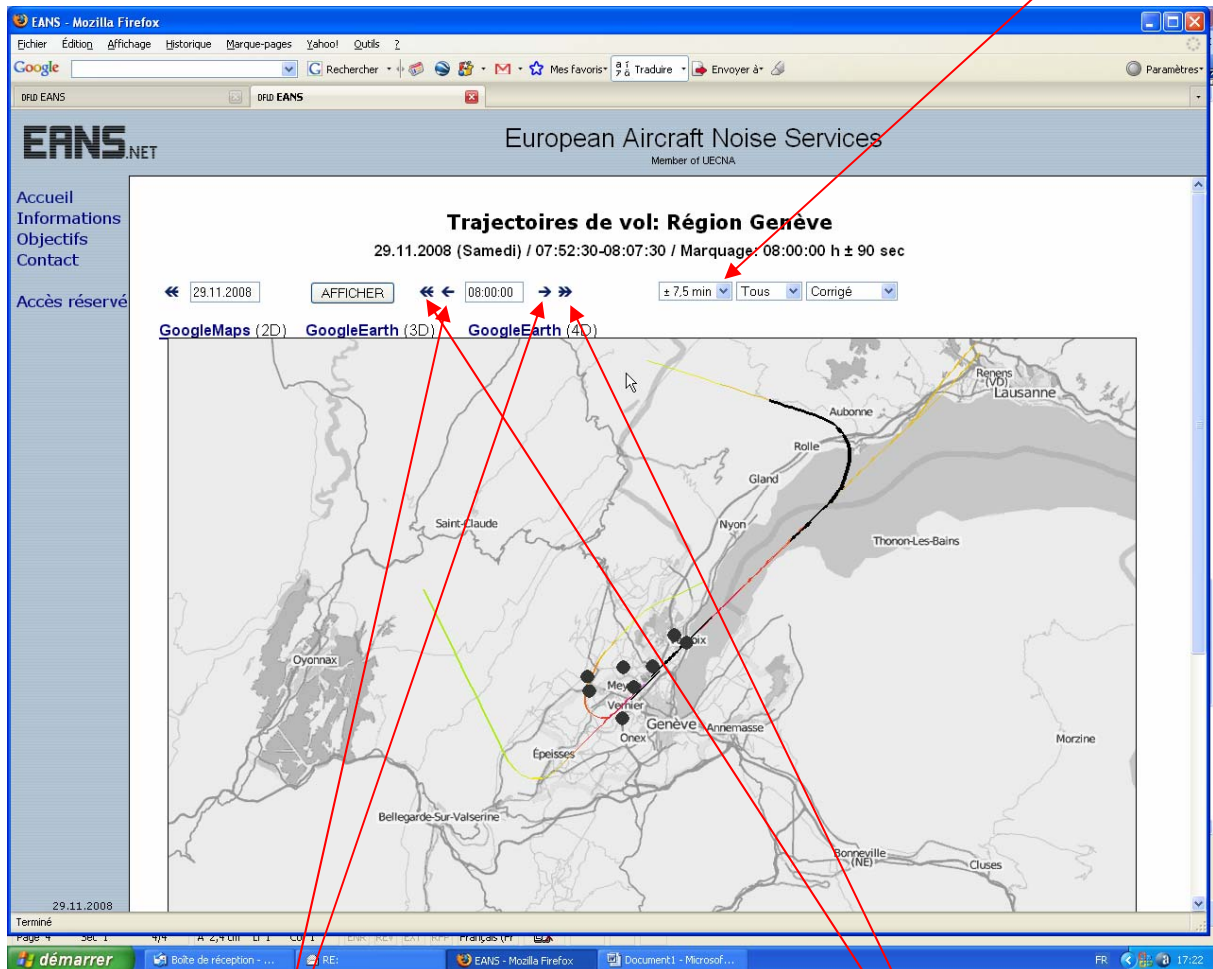 EANS - Mozilla Firefox
Fichier Édition Affichage Historique Marque-pages Yahoo! Outils ?
Google Rechercher Mes favoris Traduire Envoyer à Paramètres
DFLD EANS DFLD EANS
EANS.NET
European Aircraft Noise Services
Member of UECNA
Accueil
Informations
Objectifs
Contact
Accès réservé
Trajectoires de vol: Région Genève
29.11.2008 (Samedi) / 07:52:30-08:07:30 / Marquage: 08:00:00 h ± 90 sec
29.11.2008 AFFICHER 08:00:00 ± 7,5 min Tous Corrigé
GoogleMaps (2D) GoogleEarth (3D) GoogleEarth (4D)
Renens
(VD)
Lausanne
Aubonne
Rolle
Gland
Saint-Claude
Nyon
Thonon-Les-Bains
Oyonnax
Vernier
Genève
Annemasse
Onex
Morzine
Épeisses
Bellegarde-Sur-Valserine
Bonneville
(NE)
Cluses
29.11.2008
Terminé
Page 4 Sec 1 4/4 Français (Fr
démarrer Boîte de réception - ... RE: EANS - Mozilla Firefox Document1 - Microsof... FR 17:22